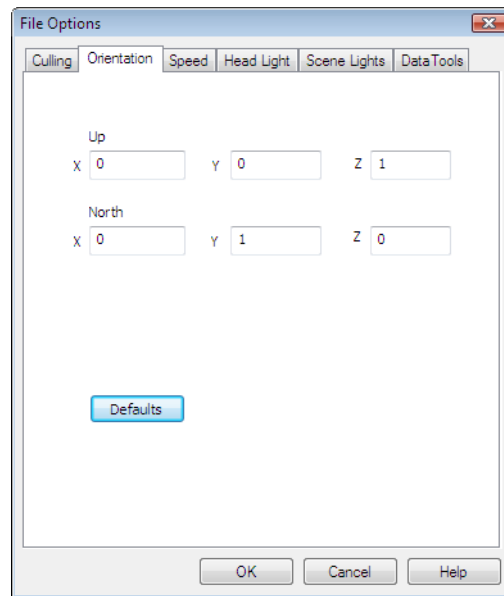 File Options
Culling Orientation Speed Head Light Scene Lights DataTools
Up
X 0 Y 0 Z 1
North
X 0 Y 1 Z 0
Defaults
OK Cancel Help